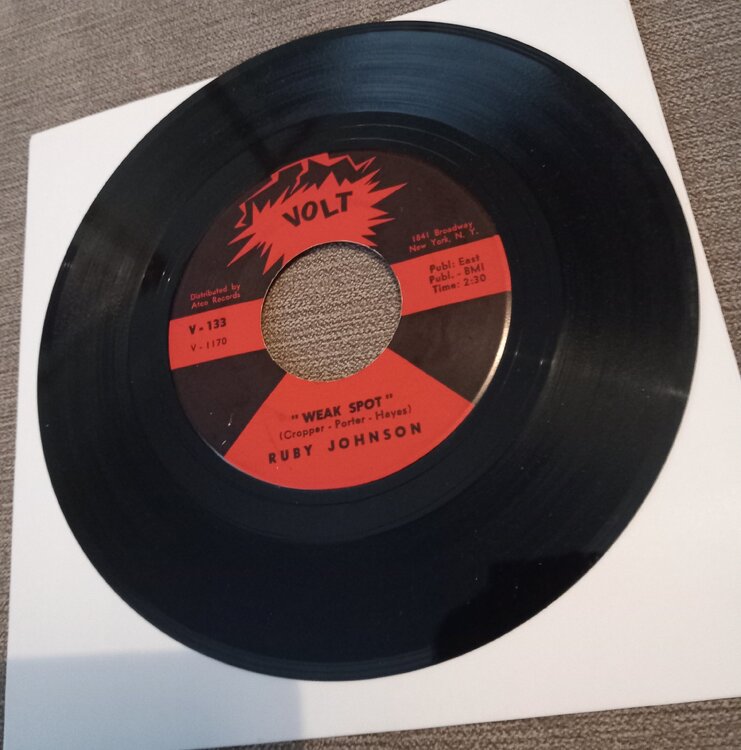 VOLT
1841 Broadway
New York, N. Y.
Distributed by
Atco Records
Publ: East
Publ. - BMI
Time: 2:30
V - 133
V - 1170
"WEAK SPOT"
(Cropper - Porter - Hayes)
RUBY JOHNSON